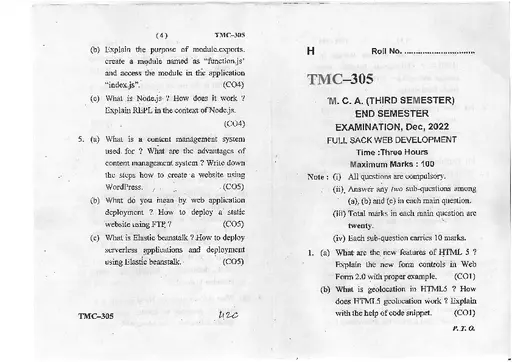 ( 4 ) TMC-305
(b) Explain the purpose of module.exports.
create a module named as "function.js'
and access the module in the application
"index.js". (CO4)
(c) What is Node.js ? How does it work ?
Explain REPL in the context of Node.js.
(CO4)
5. (a) What is a content management system
used for ? What are the advantages of
content management system ? Write down
the steps how to create a website using
WordPress. (CO5)
(b) What do you mean by web application
deployment ? How to deploy a static
website using FTP ? (CO5)
(c) What is Elastic beanstalk ? How to deploy
serverless applications and deployment
using Elastic beanstalk. (CO5)
TMC-305
H Roll No. ..............................
TMC-305
M. C. A. (THIRD SEMESTER)
END SEMESTER
EXAMINATION, Dec, 2022
FULL SACK WEB DEVELOPMENT
Time :Three Hours
Maximum Marks : 100
Note : (i) All questions are compulsory.
(ii) Answer any two sub-questions among
(a), (b) and (c) in each main question.
(iii) Total marks in each main question are
twenty.
(iv) Each sub-question carries 10 marks.
1. (a) What are the new features of HTML 5 ?
Explain the new form controls in Web
Form 2.0 with proper example. (CO1)
(b) What is geolocation in HTML5 ? How
does HTML5 geolocation work ? Explain
with the help of code snippet. (CO1)
P. T. O.